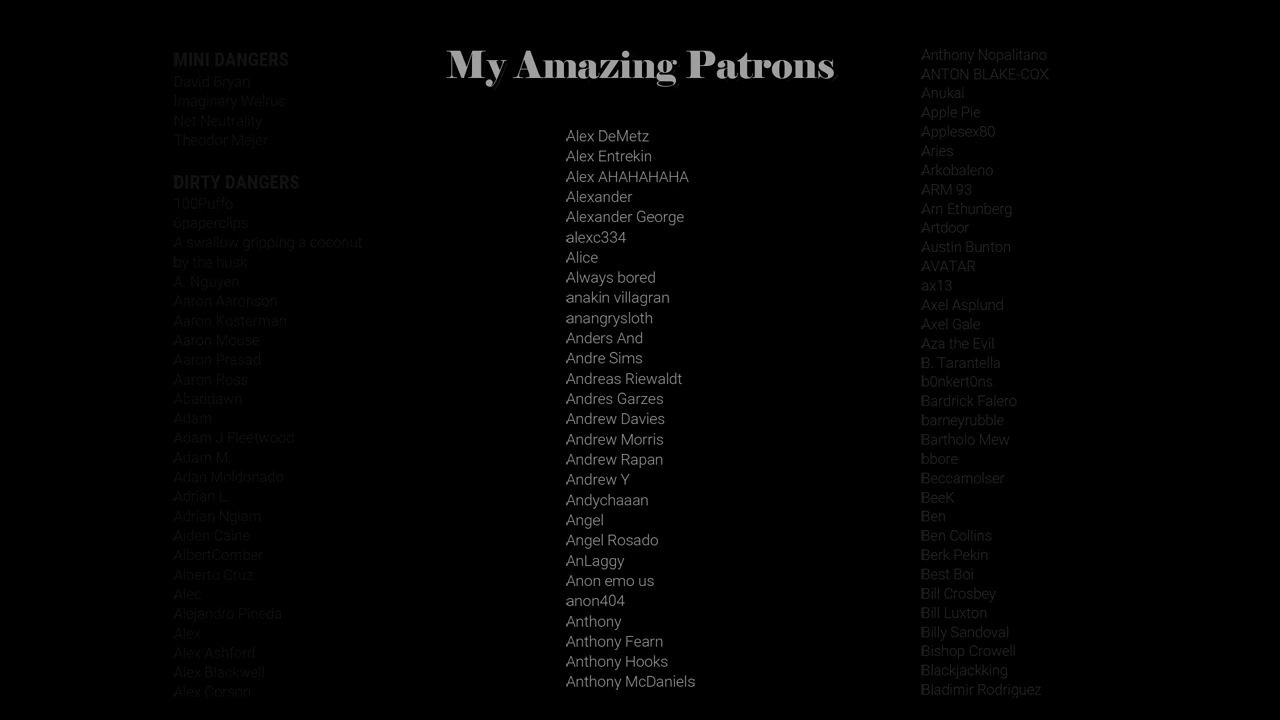 My Amazing Patrons
MINI DANGERS
David Bryan
Imaginary Walrus
Net Neutrality
Theodor Mejer
DIRTY DANGERS
100Puffo
6paperclips
A swallow gripping a coconut
by the husk
A. Nguyen
Aaron Aaronson
Aaron Kosterman
Aaron Mouse
Aaron Prasad
Aaron Ross
Abaddawn
Adam
Adam J Fleetwood
Adam M.
Adan Moldonado
Adrian L.
Adrian Ngiam
Aiden Caine
AlbertComber
Alberto Cruz
Alec
Alejandro Pineda
Alex
Alex Ashford
Alex Blackwell
Alex Corson
Alex DeMetz
Alex Entrekin
Alex AHAHAHAHA
Alexander
Alexander George
alexc334
Alice
Always bored
anakin villagran
anangrysloth
Anders And
Andre Sims
Andreas Riewaldt
Andres Garzes
Andrew Davies
Andrew Morris
Andrew Rapan
Andrew Y
Andychaaan
Angel
Angel Rosado
AnLaggy
Anon emo us
anon404
Anthony
Anthony Fearn
Anthony Hooks
Anthony McDaniels
Anthony Nopalitano
ANTON BLAKE-COX
Anukai
Apple Pie
Applesex80
Aries
Arkobaleno
ARM 93
Arn Ethunberg
Artdoor
Austin Bunton
AVATAR
ax13
Axel Asplund
Axel Gale
Aza the Evil
B. Tarantella
b0nkert0ns
Bardrick Falero
barneyrubble
Bartholo Mew
bbore
Beccamolser
BeeK
Ben
Ben Collins
Berk Pekin
Best Boi
Bill Crosbey
Bill Luxton
Billy Sandoval
Bishop Crowell
Blackjackking
Bladimir Rodriguez